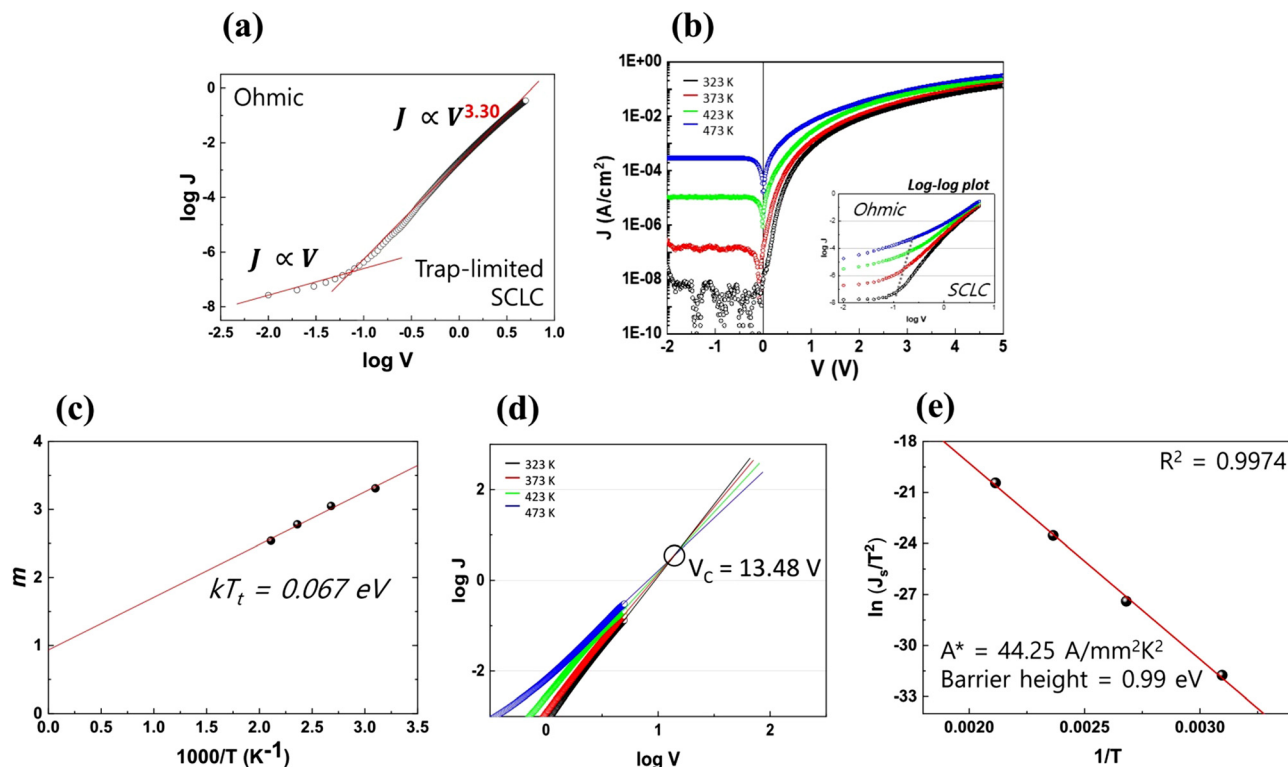 (a)
Ohmic
J ∝ V^3.30
J ∝ V
Trap-limited
SCLC
0
-2
-4
-6
-8
log J
-2.5 -2.0 -1.5 -1.0 -0.5 0.0 0.5 1.0
log V
(b)
323 K
373 K
423 K
473 K
1E+00
1E-02
1E-04
1E-06
1E-08
1E-10
J (A/cm²)
-2 -1 0 1 2 3 4 5
V (V)
Log-log plot
Ohmic
SCLC
0
-2
-4
-6
-8
log J
-2 -1 0 1
log V
(c)
4
3
2
1
0
m
kTₜ = 0.067 eV
0.0 0.5 1.0 1.5 2.0 2.5 3.0 3.5
1000/T (K⁻¹)
(d)
323 K
373 K
423 K
473 K
2
0
-2
log J
V_C = 13.48 V
0 1 2
log V
(e)
R² = 0.9974
-18
-21
-24
-27
-30
-33
ln (Jₛ/T²)
A* = 44.25 A/mm²K²
Barrier height = 0.99 eV
0.0020 0.0025 0.0030
1/T